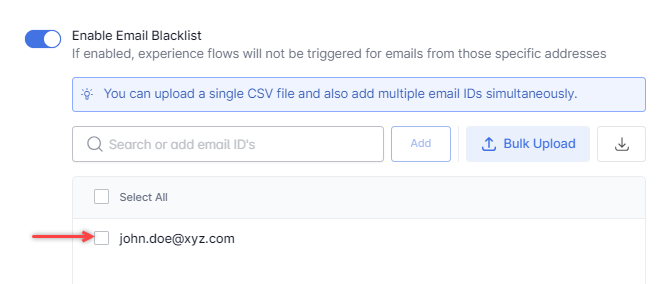 Enable Email Blacklist
If enabled, experience flows will not be triggered for emails from those specific addresses
You can upload a single CSV file and also add multiple email IDs simultaneously.
Search or add email ID's
Add
Bulk Upload
Select All
john.doe@xyz.com